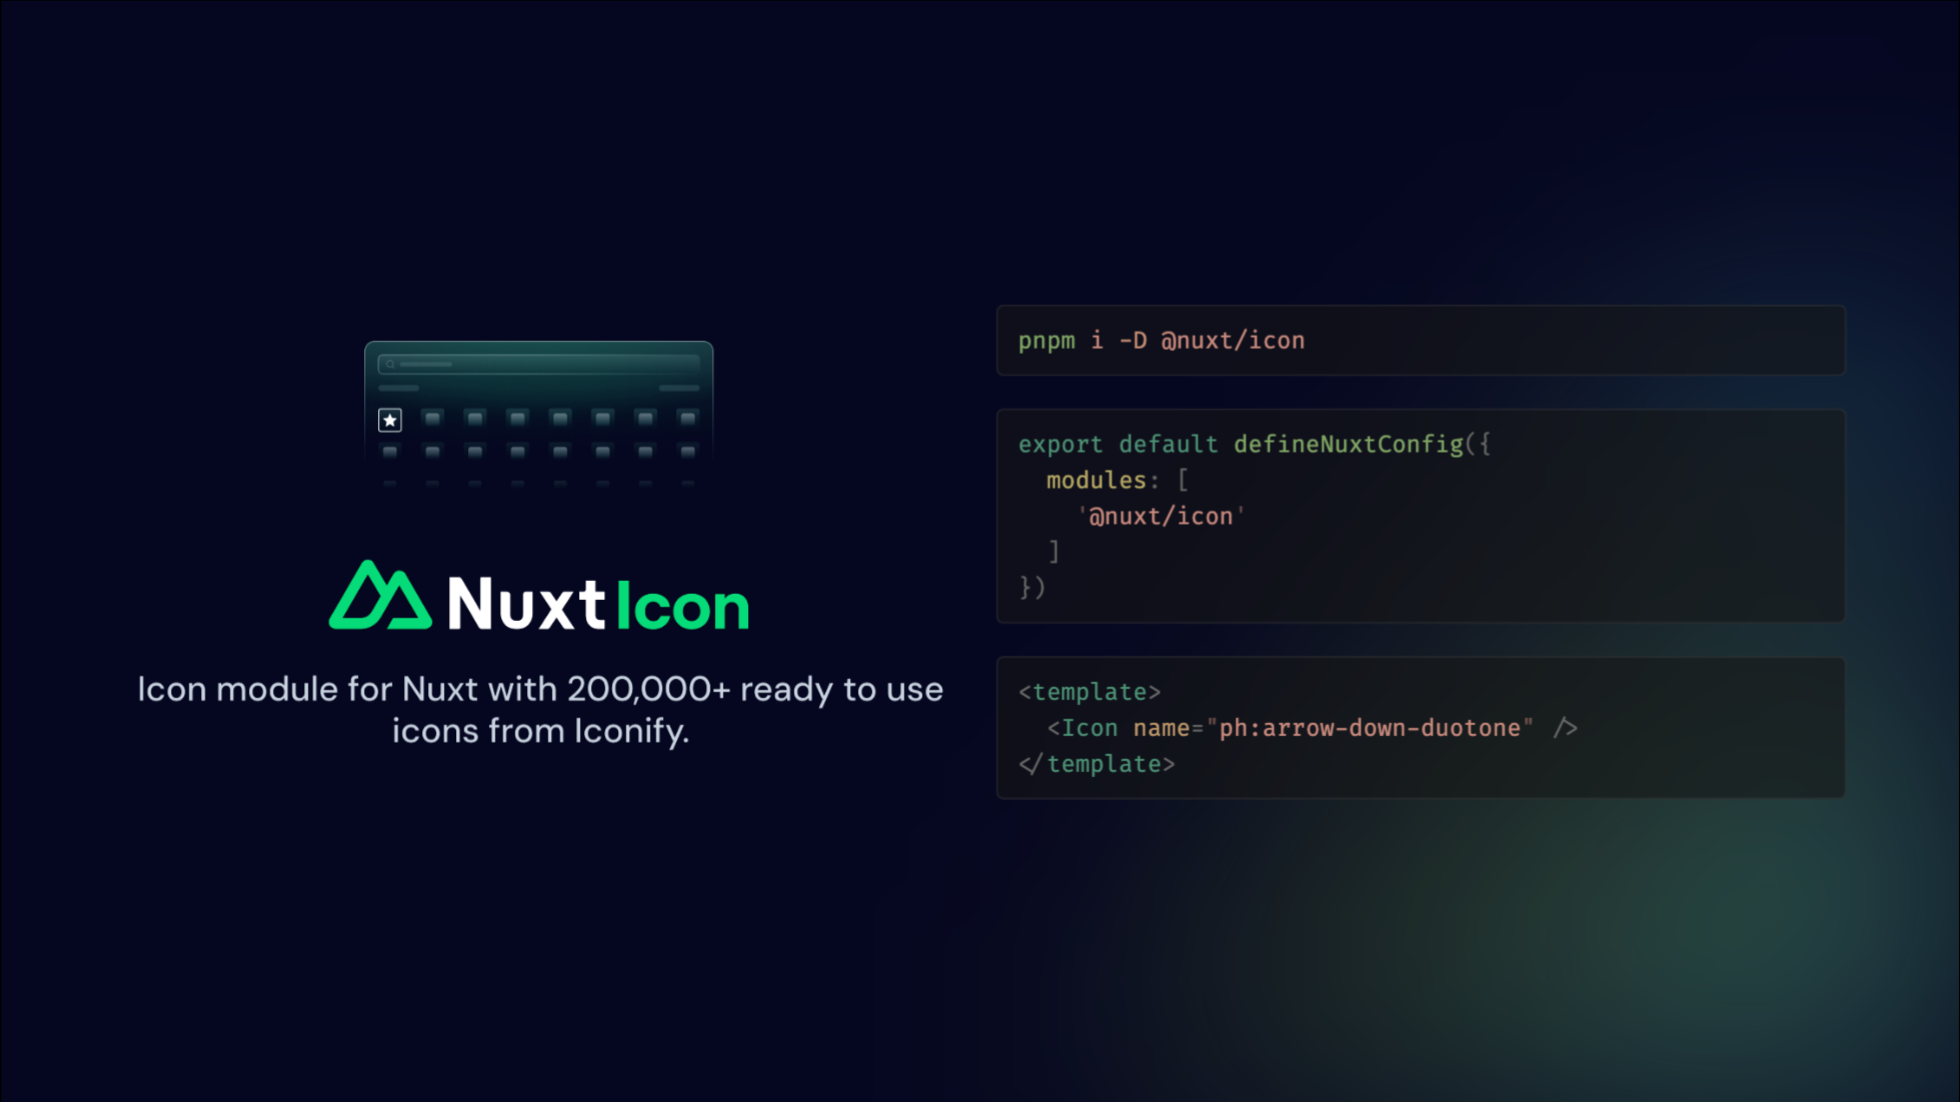 Nuxt Icon
Icon module for Nuxt with 200,000+ ready to use
icons from Iconify.
pnpm i -D @nuxt/icon
export default defineNuxtConfig({
  modules: [
    '@nuxt/icon'
  ]
})
<template>
  <Icon name="ph:arrow-down-duotone" />
</template>